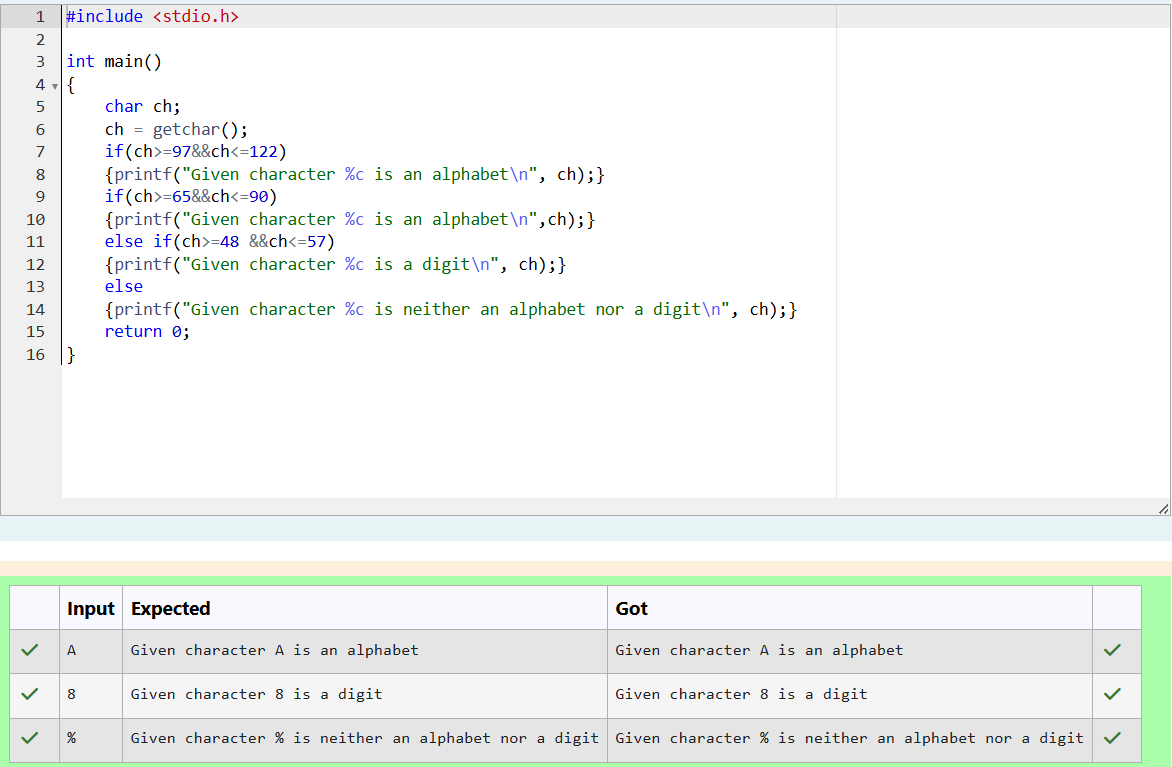 1 #include <stdio.h>
2
3 int main()
4 {
5     char ch;
6     ch = getchar();
7     if(ch>=97&&ch<=122)
8     {printf("Given character %c is an alphabet\n", ch);}
9     if(ch>=65&&ch<=90)
10     {printf("Given character %c is an alphabet\n",ch);}
11     else if(ch>=48 &&ch<=57)
12     {printf("Given character %c is a digit\n", ch);}
13     else
14     {printf("Given character %c is neither an alphabet nor a digit\n", ch);}
15     return 0;
16 }
Input Expected Got
A Given character A is an alphabet Given character A is an alphabet
8 Given character 8 is a digit Given character 8 is a digit
% Given character % is neither an alphabet nor a digit Given character % is neither an alphabet nor a digit